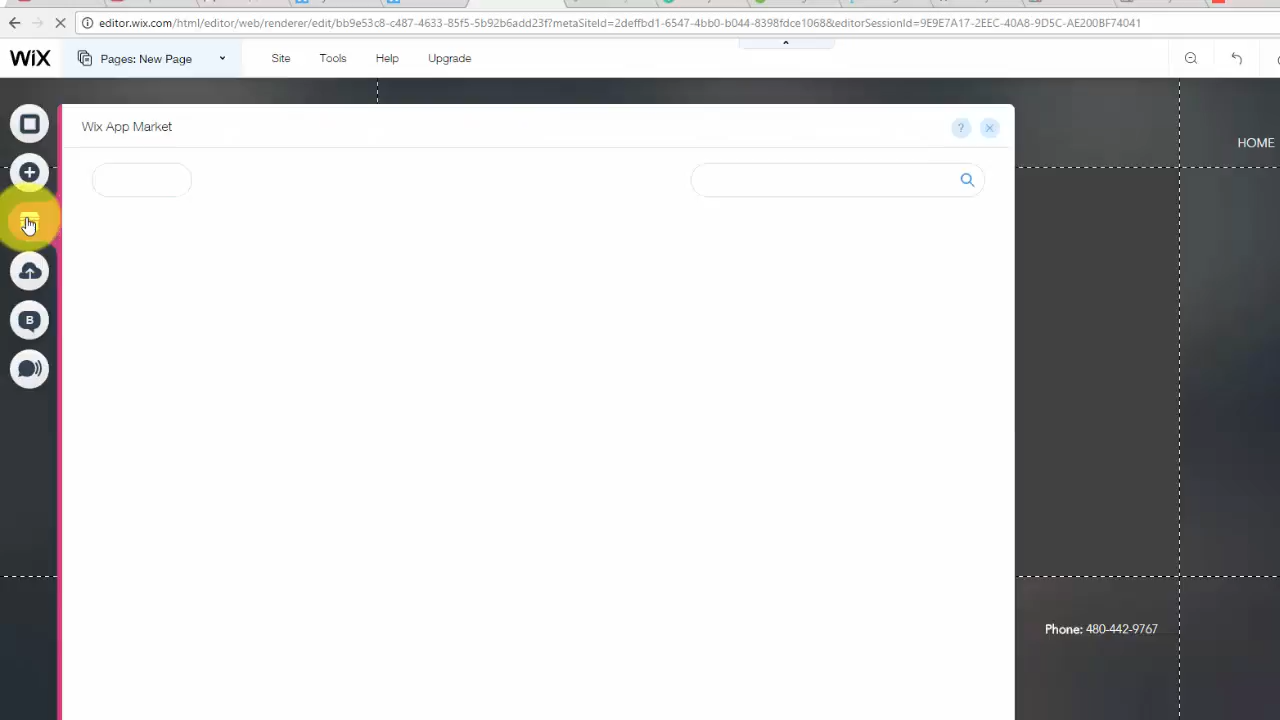 editor.wix.com/html/editor/web/renderer/edit/bb9e53c8-c487-4633-85f5-5b92b6add23f?metaSiteId=2deffbd1-6547-4bb0-b044-8398fdce1068&editorSessionId=9E9E7A17-2EEC-40A8-9D5C-AE200BF74041
WiX Pages: New Page Site Tools Help Upgrade
Wix App Market ?
HOME
B
Phone: 480-442-9767